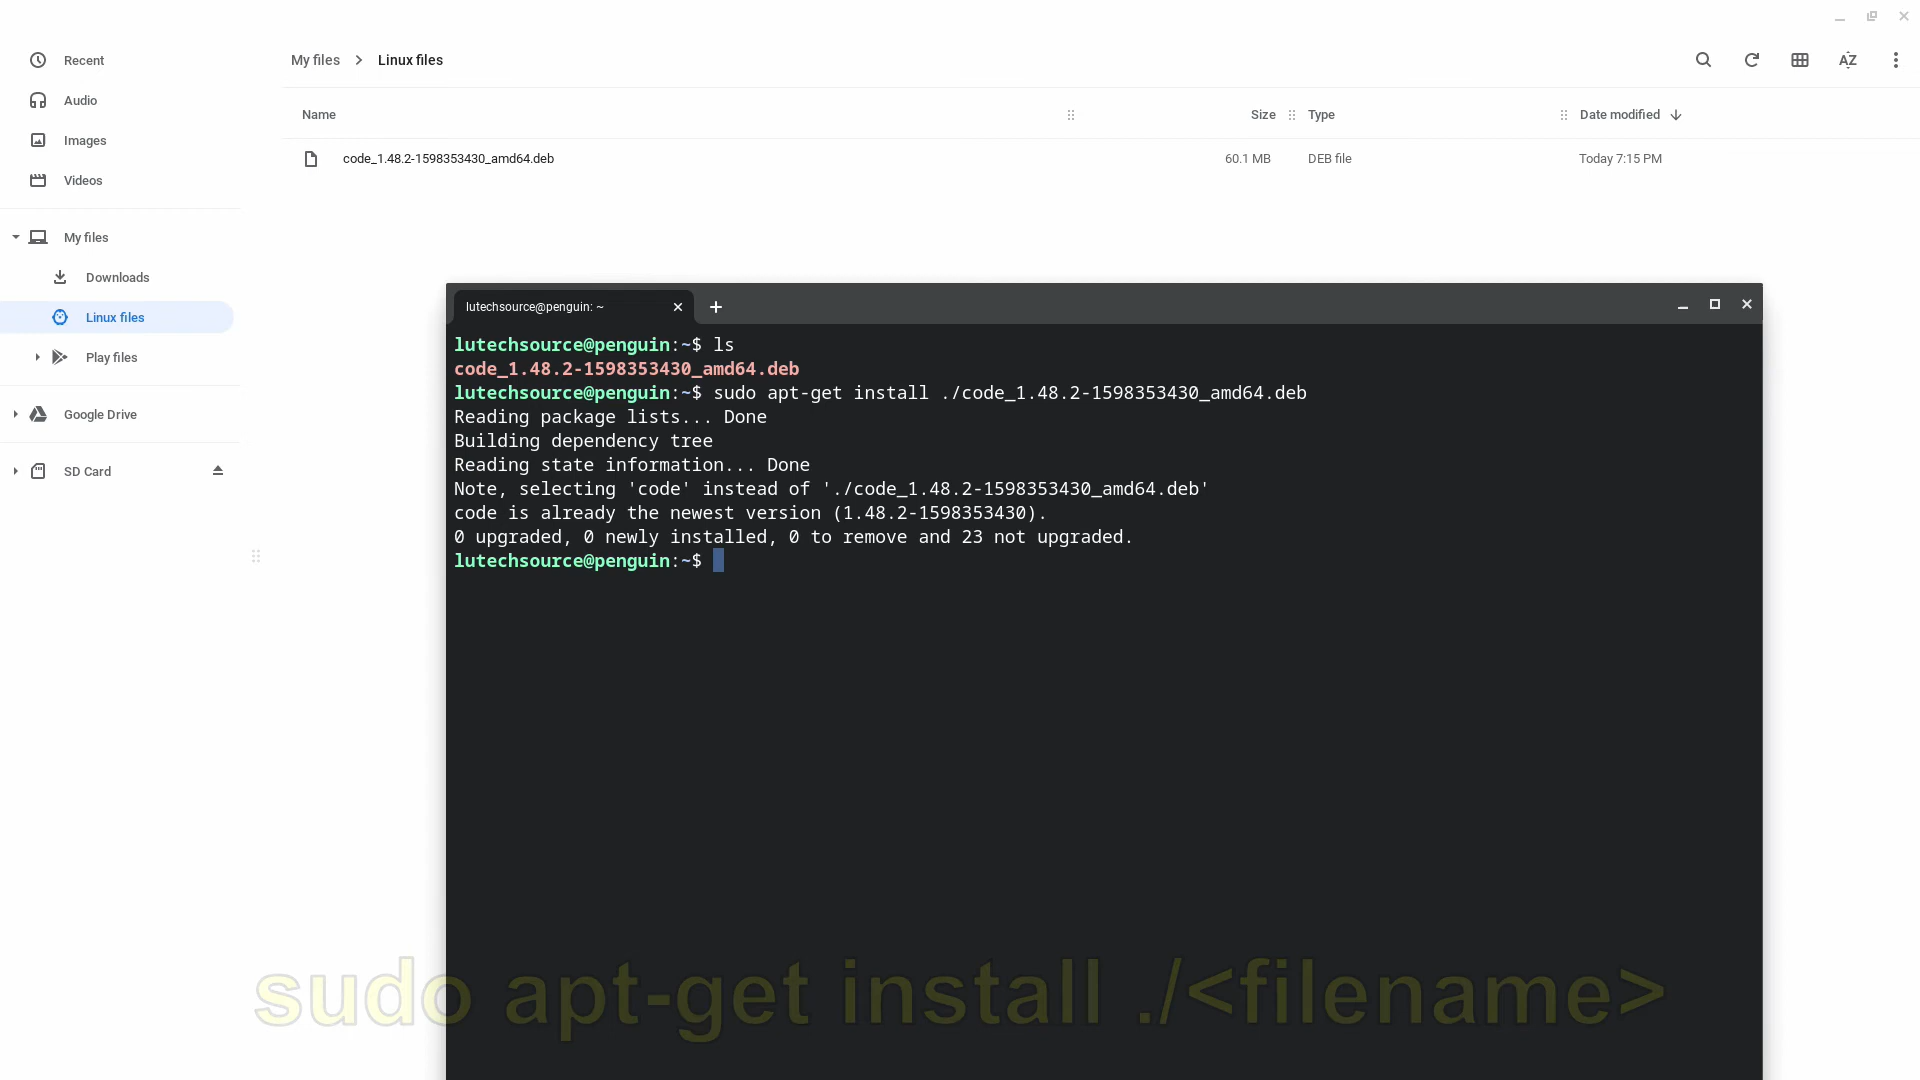 Recent
Audio
Images
Videos
My files
Downloads
Linux files
Play files
Google Drive
SD Card
My files > Linux files
AZ
Name Size Type Date modified
code_1.48.2-1598353430_amd64.deb 60.1 MB DEB file Today 7:15 PM
lutechsource@penguin: ~
lutechsource@penguin:~$ ls
code_1.48.2-1598353430_amd64.deb
lutechsource@penguin:~$ sudo apt-get install ./code_1.48.2-1598353430_amd64.deb
Reading package lists... Done
Building dependency tree
Reading state information... Done
Note, selecting 'code' instead of './code_1.48.2-1598353430_amd64.deb'
code is already the newest version (1.48.2-1598353430).
0 upgraded, 0 newly installed, 0 to remove and 23 not upgraded.
lutechsource@penguin:~$
sudo apt-get install ./<filename>